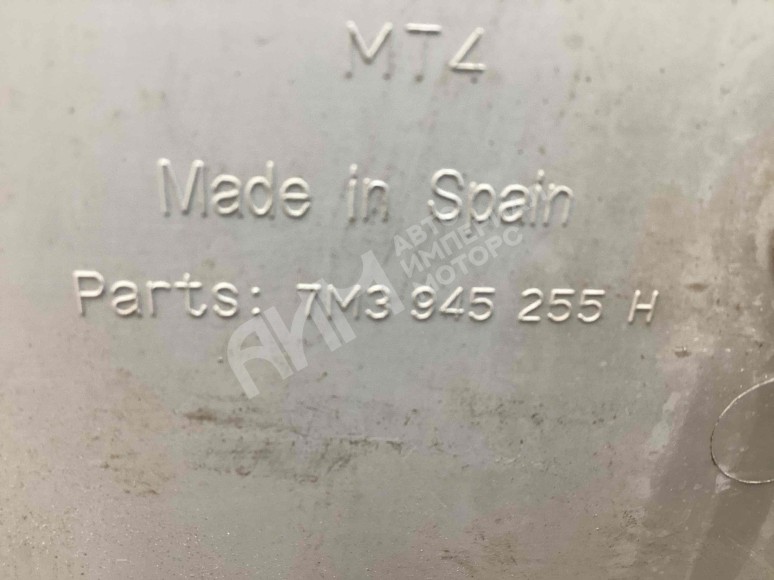 MT4
Made in Spain
Parts: 7M3 945 255 H
АИМ
АВТО
ИМПЕРИЯ
МОТОРС